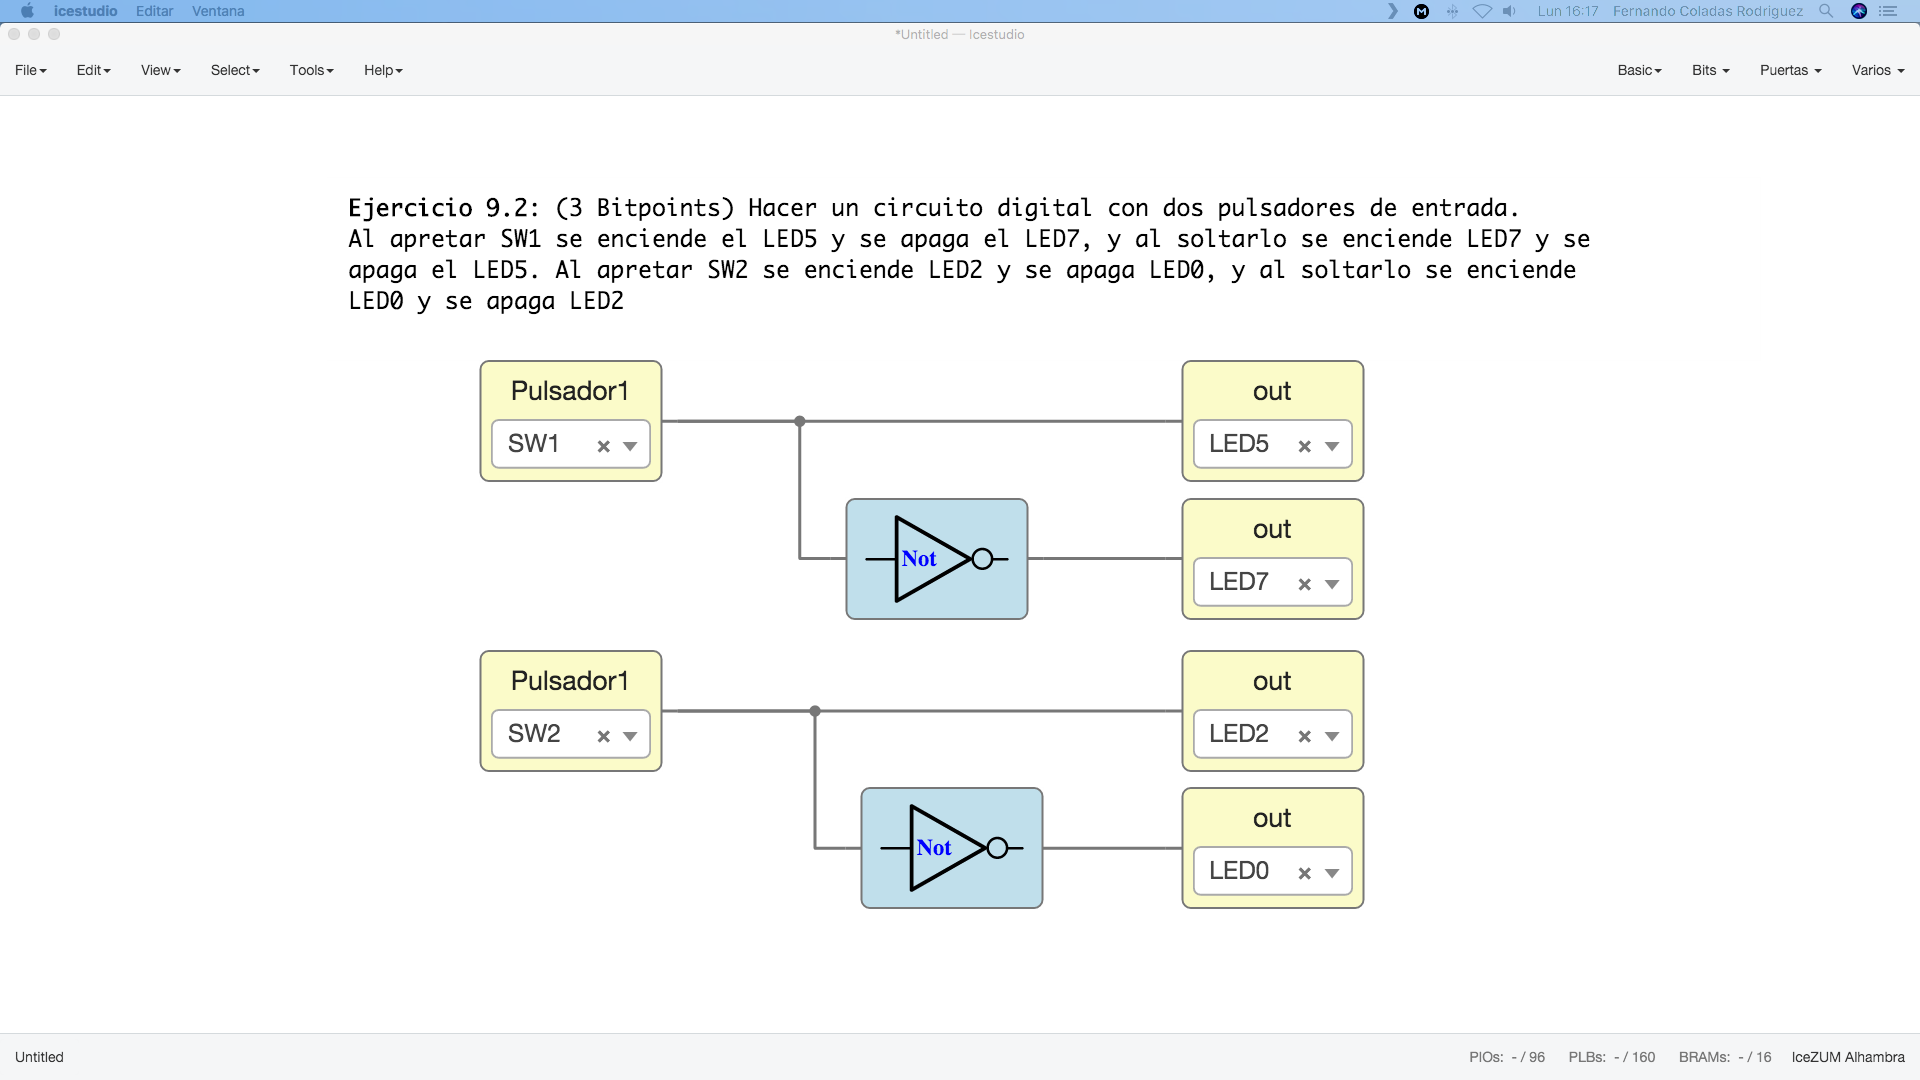 icestudio Editar Ventana
Lun 16:17 Fernando Coladas Rodriguez
*Untitled — Icestudio
File Edit View Select Tools Help
Basic Bits Puertas Varios
Ejercicio 9.2: (3 Bitpoints) Hacer un circuito digital con dos pulsadores de entrada.
Al apretar SW1 se enciende el LED5 y se apaga el LED7, y al soltarlo se enciende LED7 y se
apaga el LED5. Al apretar SW2 se enciende LED2 y se apaga LED0, y al soltarlo se enciende
LED0 y se apaga LED2
Pulsador1
SW1
out
LED5
Not
out
LED7
Pulsador1
SW2
out
LED2
Not
out
LED0
Untitled
PIOs: - / 96 PLBs: - / 160 BRAMs: - / 16 IceZUM Alhambra